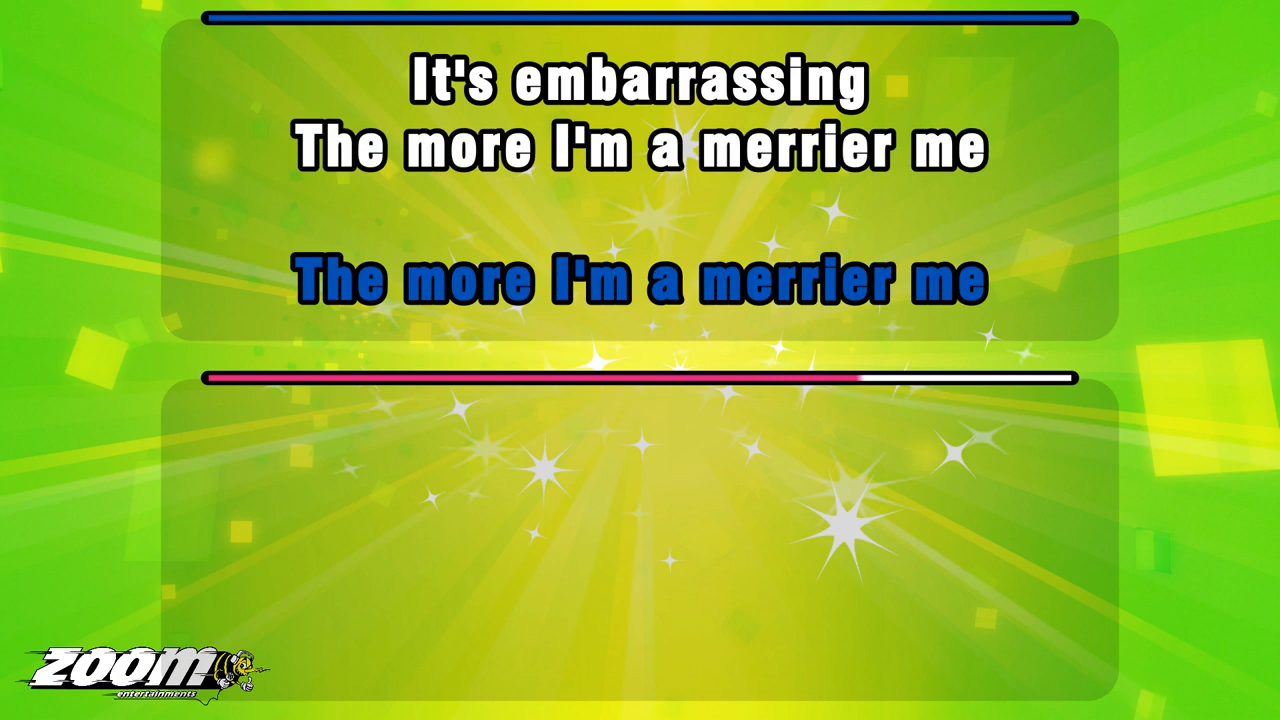 It's embarrassing
The more I'm a merrier me
The more I'm a merrier me
zoom
entertainments